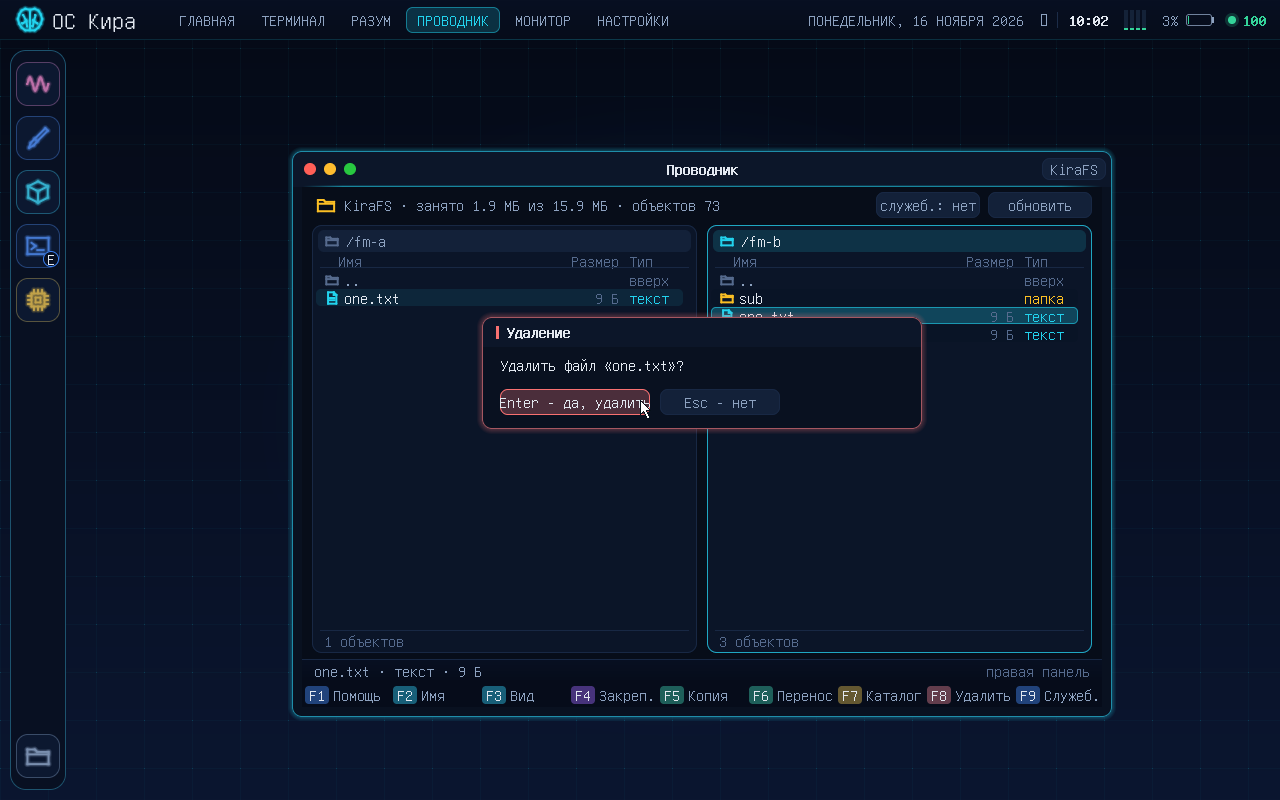 ОС Кира ГЛАВНАЯ ТЕРМИНАЛ РАЗУМ ПРОВОДНИК МОНИТОР НАСТРОЙКИ ПОНЕДЕЛЬНИК, 16 НОЯБРЯ 2026 10:02 3% 100
Проводник KiraFS
KiraFS · занято 1.9 МБ из 15.9 МБ · объектов 73 служеб.: нет обновить
/fm-a /fm-b
Имя Размер Тип Имя Размер Тип
.. вверх .. вверх
one.txt 9 Б текст sub папка
one.txt 9 Б текст
9 Б текст
Удаление
Удалить файл «one.txt»?
Enter - да, удалить Esc - нет
E
1 объектов 3 объектов
one.txt · текст · 9 Б правая панель
F1 Помощь F2 Имя F3 Вид F4 Закреп. F5 Копия F6 Перенос F7 Каталог F8 Удалить F9 Служеб.